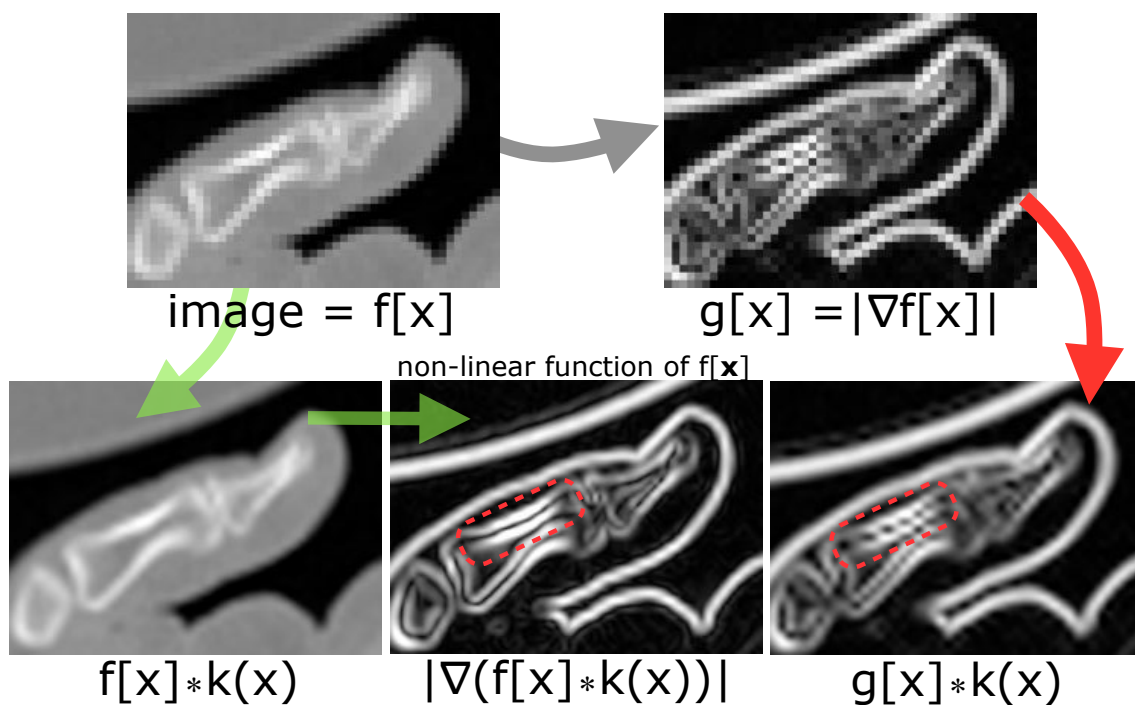 image = f[x]
g[x] =|∇f[x]|
non-linear function of f[x]
f[x]*k(x)
|∇(f[x]*k(x))|
g[x]*k(x)